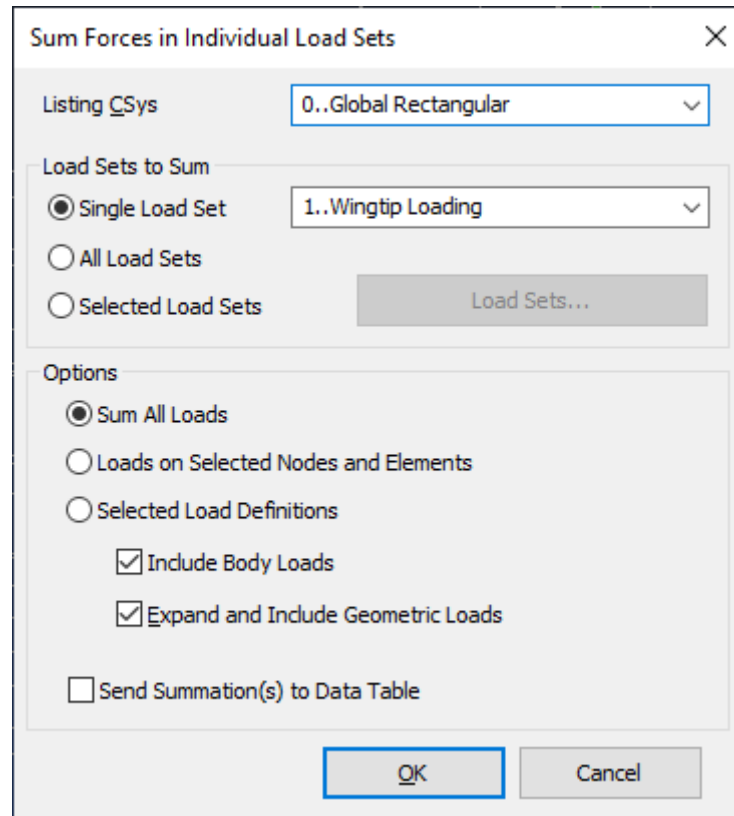 Sum Forces in Individual Load Sets
Listing CSys 0..Global Rectangular
Load Sets to Sum
Single Load Set 1..Wingtip Loading
All Load Sets
Selected Load Sets Load Sets...
Options
Sum All Loads
Loads on Selected Nodes and Elements
Selected Load Definitions
Include Body Loads
Expand and Include Geometric Loads
Send Summation(s) to Data Table
OK Cancel